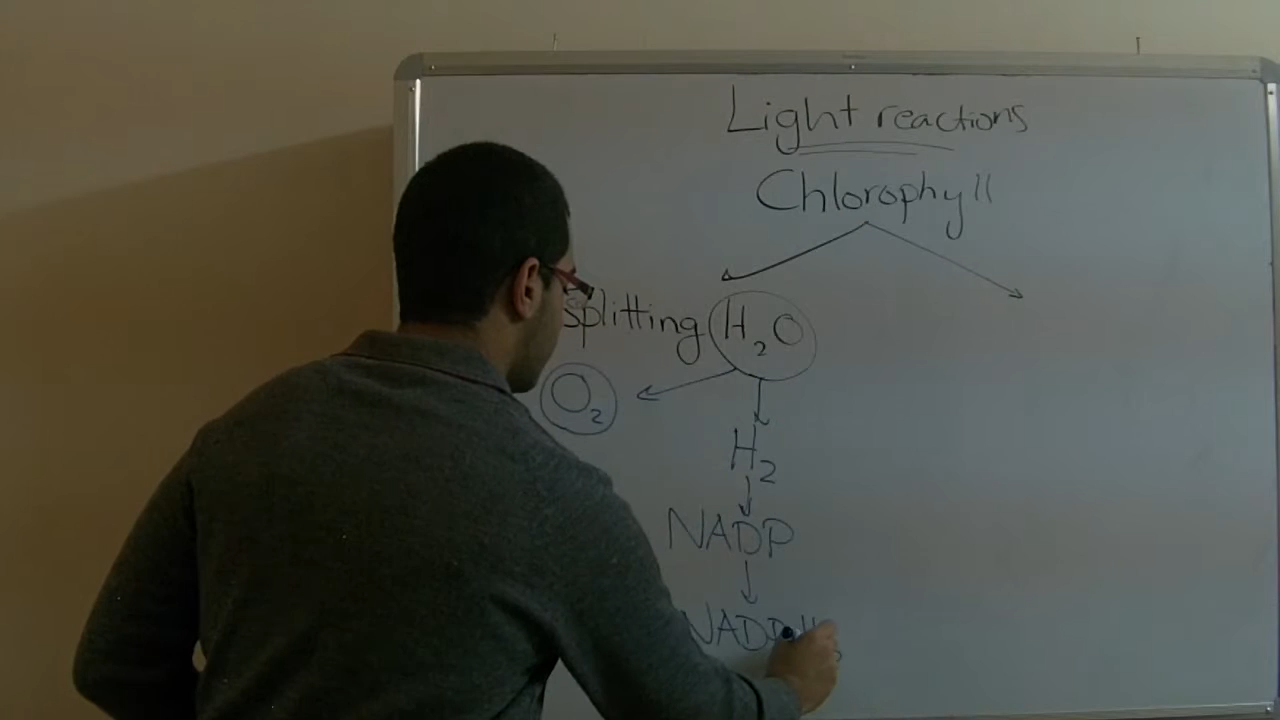 Light reactions
Chlorophyll
Splitting H₂O
O₂
H₂
NADP